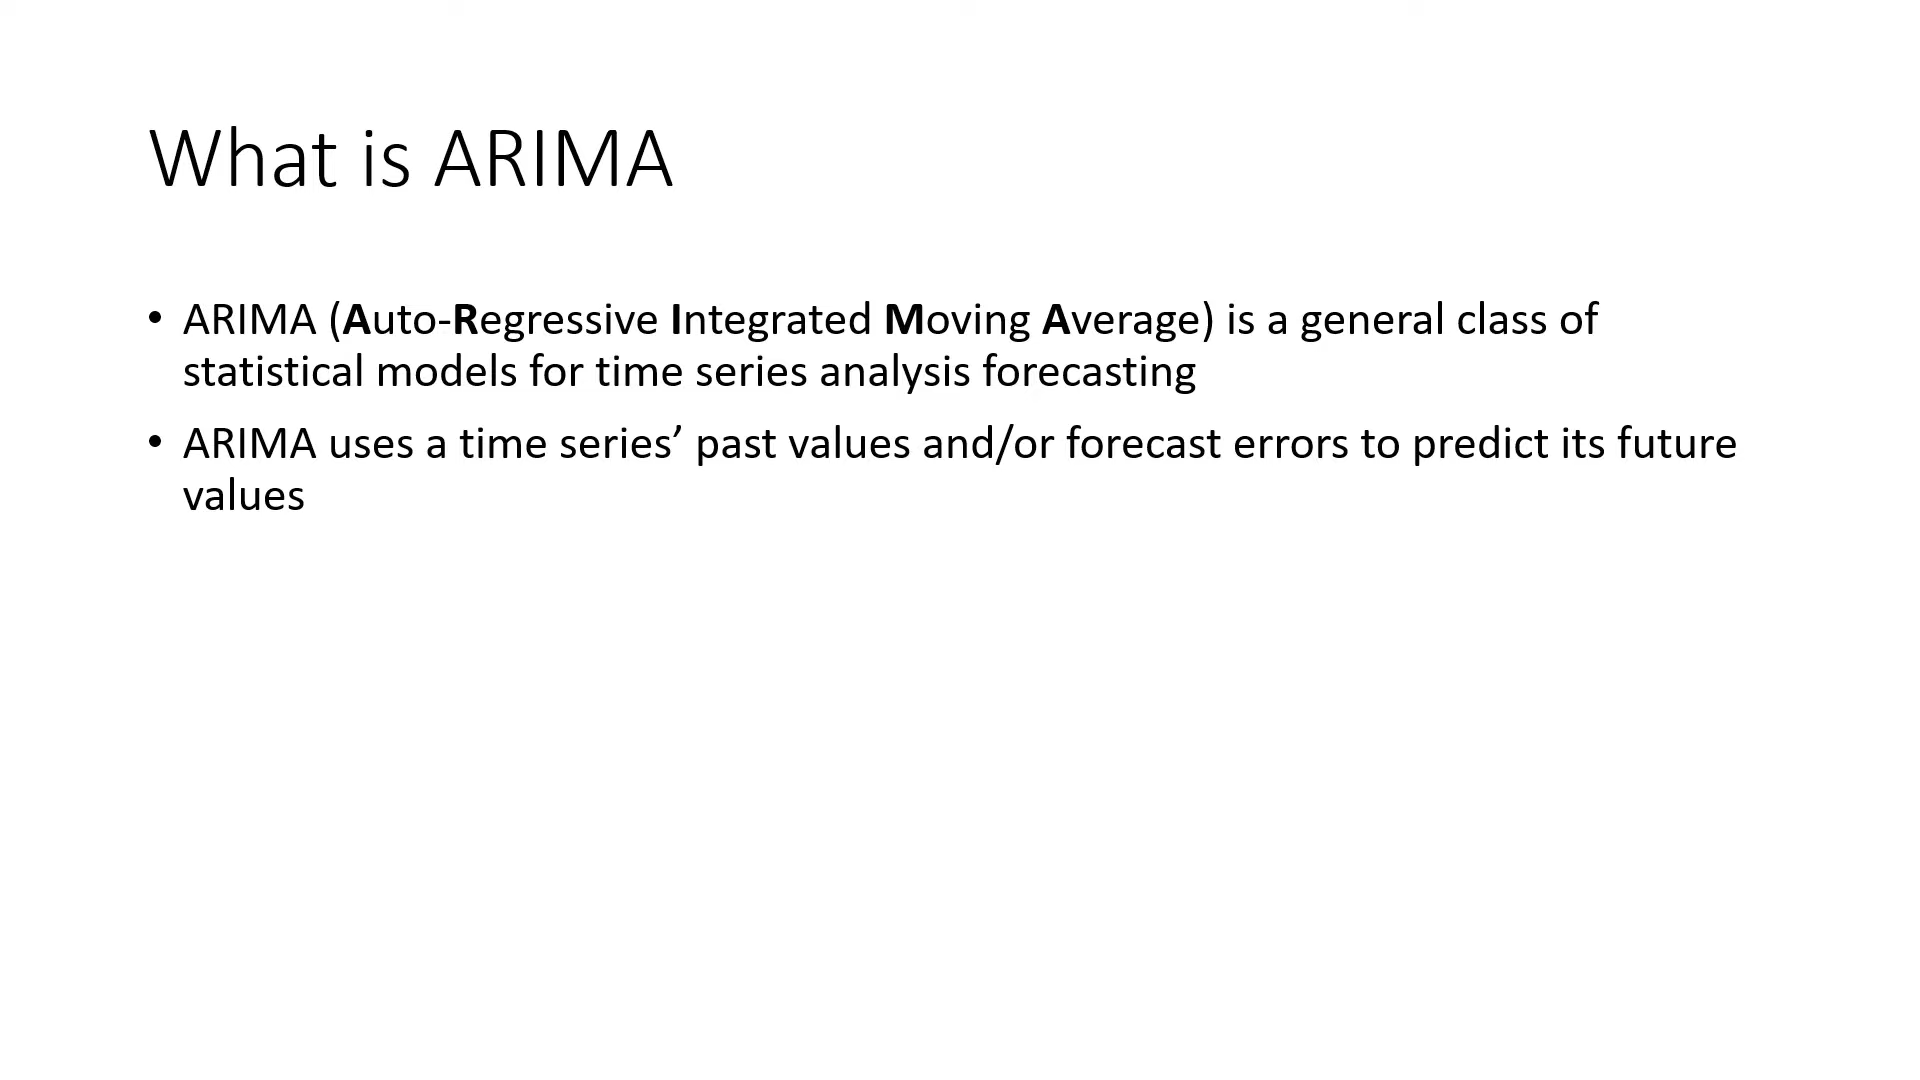 What is ARIMA
• ARIMA (Auto-Regressive Integrated Moving Average) is a general class of
statistical models for time series analysis forecasting
• ARIMA uses a time series’ past values and/or forecast errors to predict its future
values